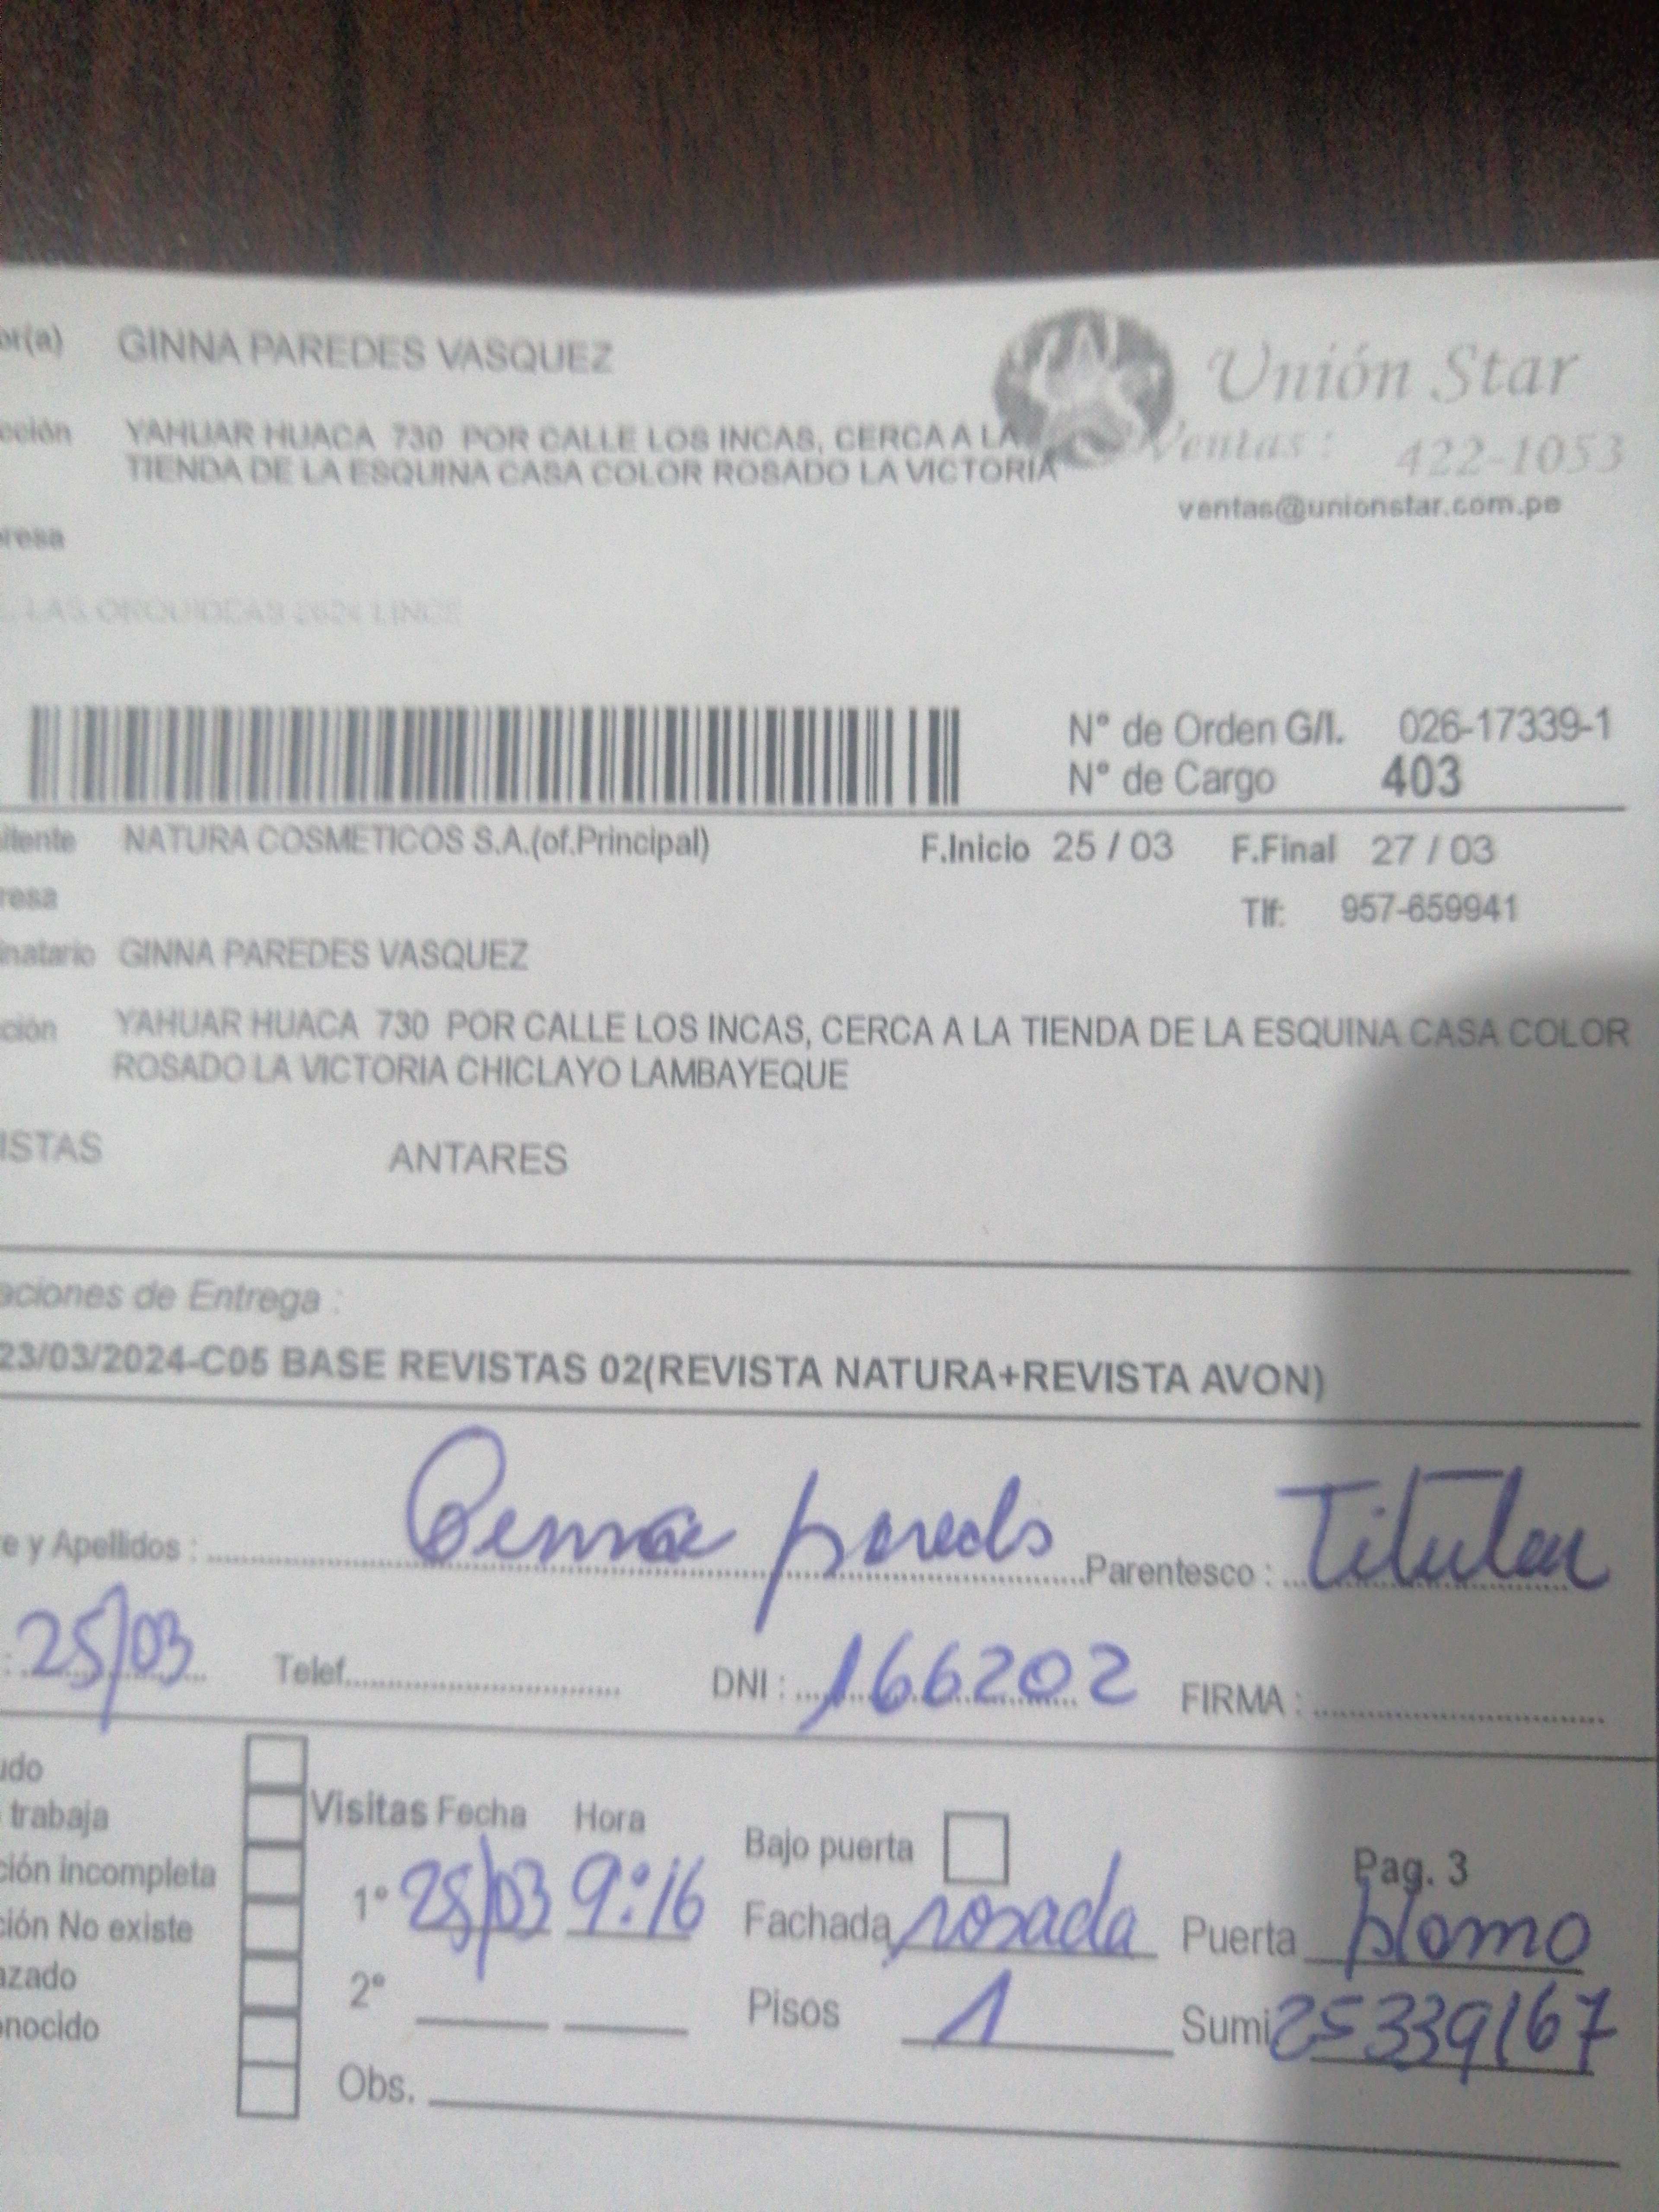 or(a) GINNA PAREDES VASQUEZ
Unión Star
cción YAHUAR HUACA 730 POR CALLE LOS INCAS, CERCA A LA
TIENDA DE LA ESQUINA CASA COLOR ROSADO LA VICTORIA
Ventas: 422-1053
ventas@unionstar.com.pe
resa
LAS ORQUIDEAS LINCE
N° de Orden G/I. 026-17339-1
N° de Cargo 403
itente NATURA COSMETICOS S.A.(of.Principal) F.Inicio 25 / 03 F.Final 27 / 03
resa
Tlf: 957-659941
inatario GINNA PAREDES VASQUEZ
ción YAHUAR HUACA 730 POR CALLE LOS INCAS, CERCA A LA TIENDA DE LA ESQUINA CASA COLOR
ROSADO LA VICTORIA CHICLAYO LAMBAYEQUE
ISTAS ANTARES
aciones de Entrega :
23/03/2024-C05 BASE REVISTAS 02(REVISTA NATURA+REVISTA AVON)
e y Apellidos : Parentesco : Titular
: 25/03 Telef. DNI : 166202 FIRMA :
udo
trabaja
ción incompleta
ción No existe
azado
nocido
Visitas Fecha Hora
1° 25/03 9:16
2°
Obs.
Bajo puerta
Pag. 3
Fachada rosada Puerta plomo
Pisos 1 Sumi 25339167